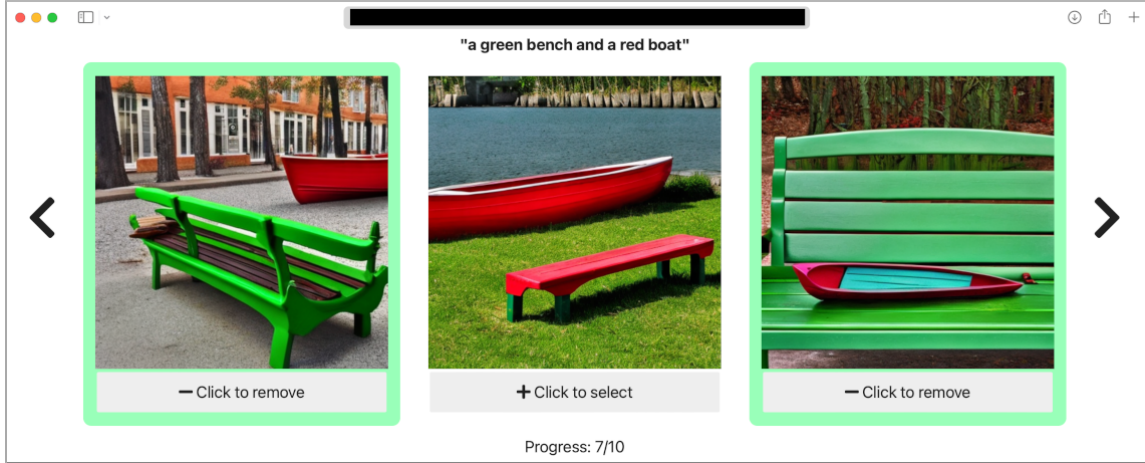 "a green bench and a red boat"
Click to remove
Click to select
Click to remove
Progress: 7/10